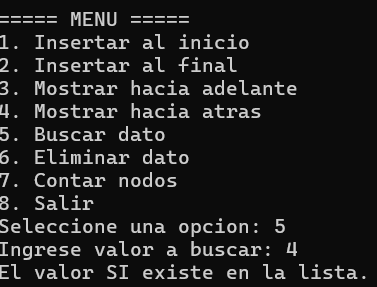 ===== MENU =====
1. Insertar al inicio
2. Insertar al final
3. Mostrar hacia adelante
4. Mostrar hacia atras
5. Buscar dato
6. Eliminar dato
7. Contar nodos
8. Salir
Seleccione una opcion: 5
Ingrese valor a buscar: 4
El valor SI existe en la lista.